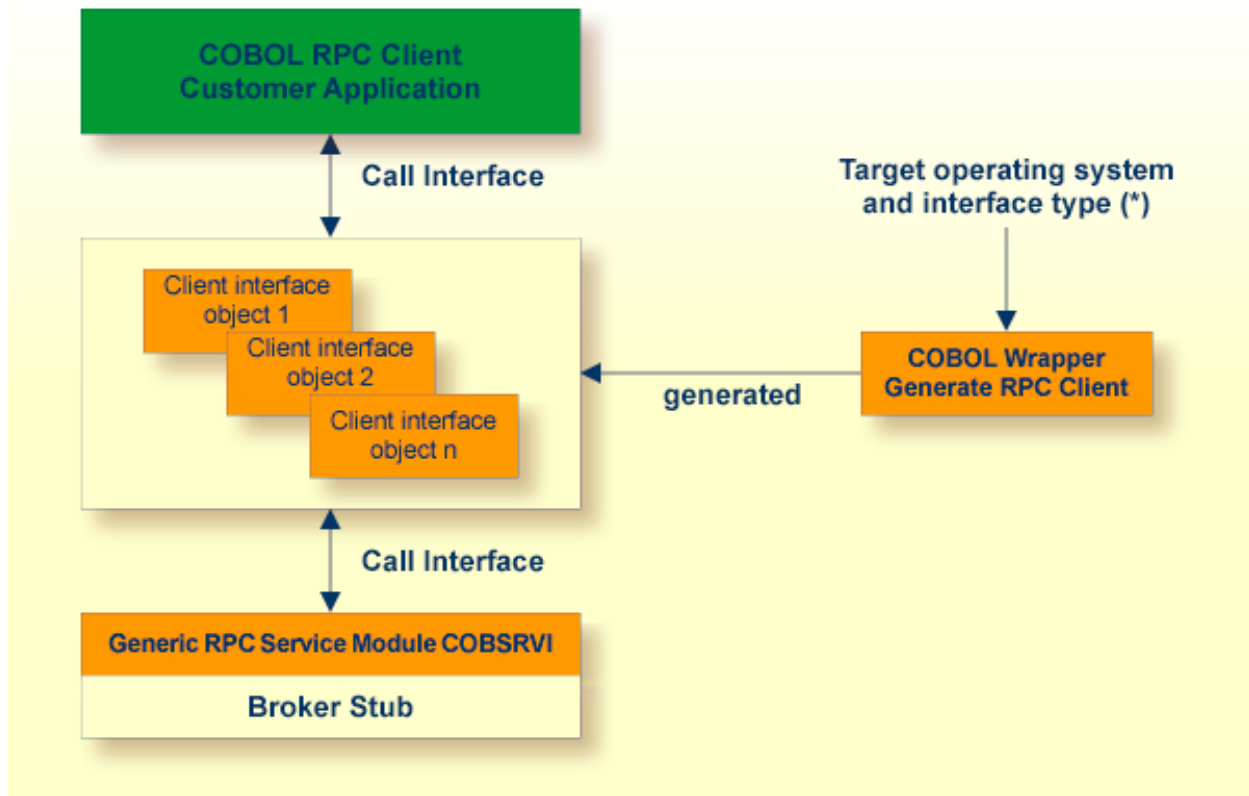 COBOL RPC Client
Customer Application
Call Interface
Target operating system
and interface type (*)
Client interface
object 1
Client interface
object 2
Client interface
object n
generated
COBOL Wrapper
Generate RPC Client
Call Interface
Generic RPC Service Module COBSRVI
Broker Stub